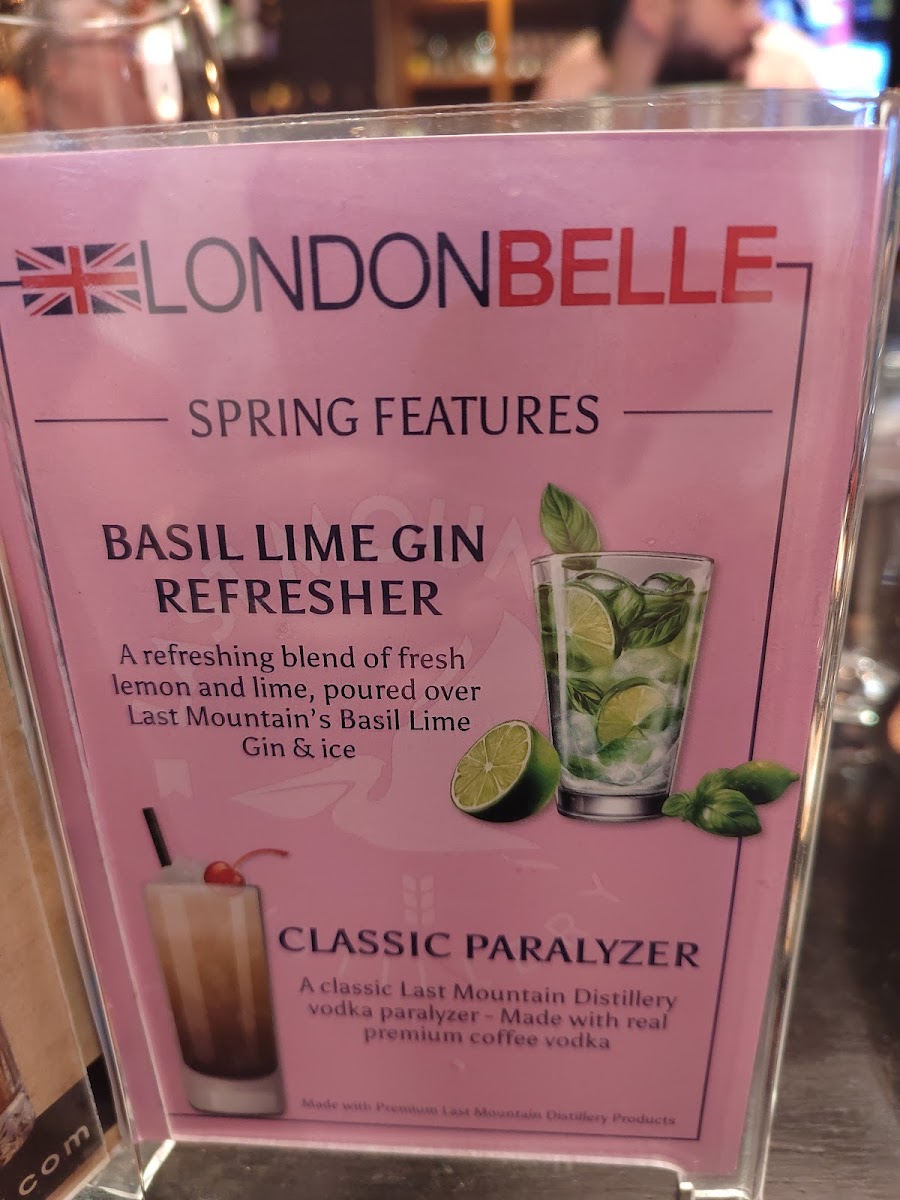 LONDONBELLE
SPRING FEATURES
BASIL LIME GIN
REFRESHER
A refreshing blend of fresh
lemon and lime, poured over
Last Mountain's Basil Lime
Gin & ice
CLASSIC PARALYZER
A classic Last Mountain Distillery
vodka paralyzer - Made with real
premium coffee vodka
Made with Premium Last Mountain Distillery Products
.com